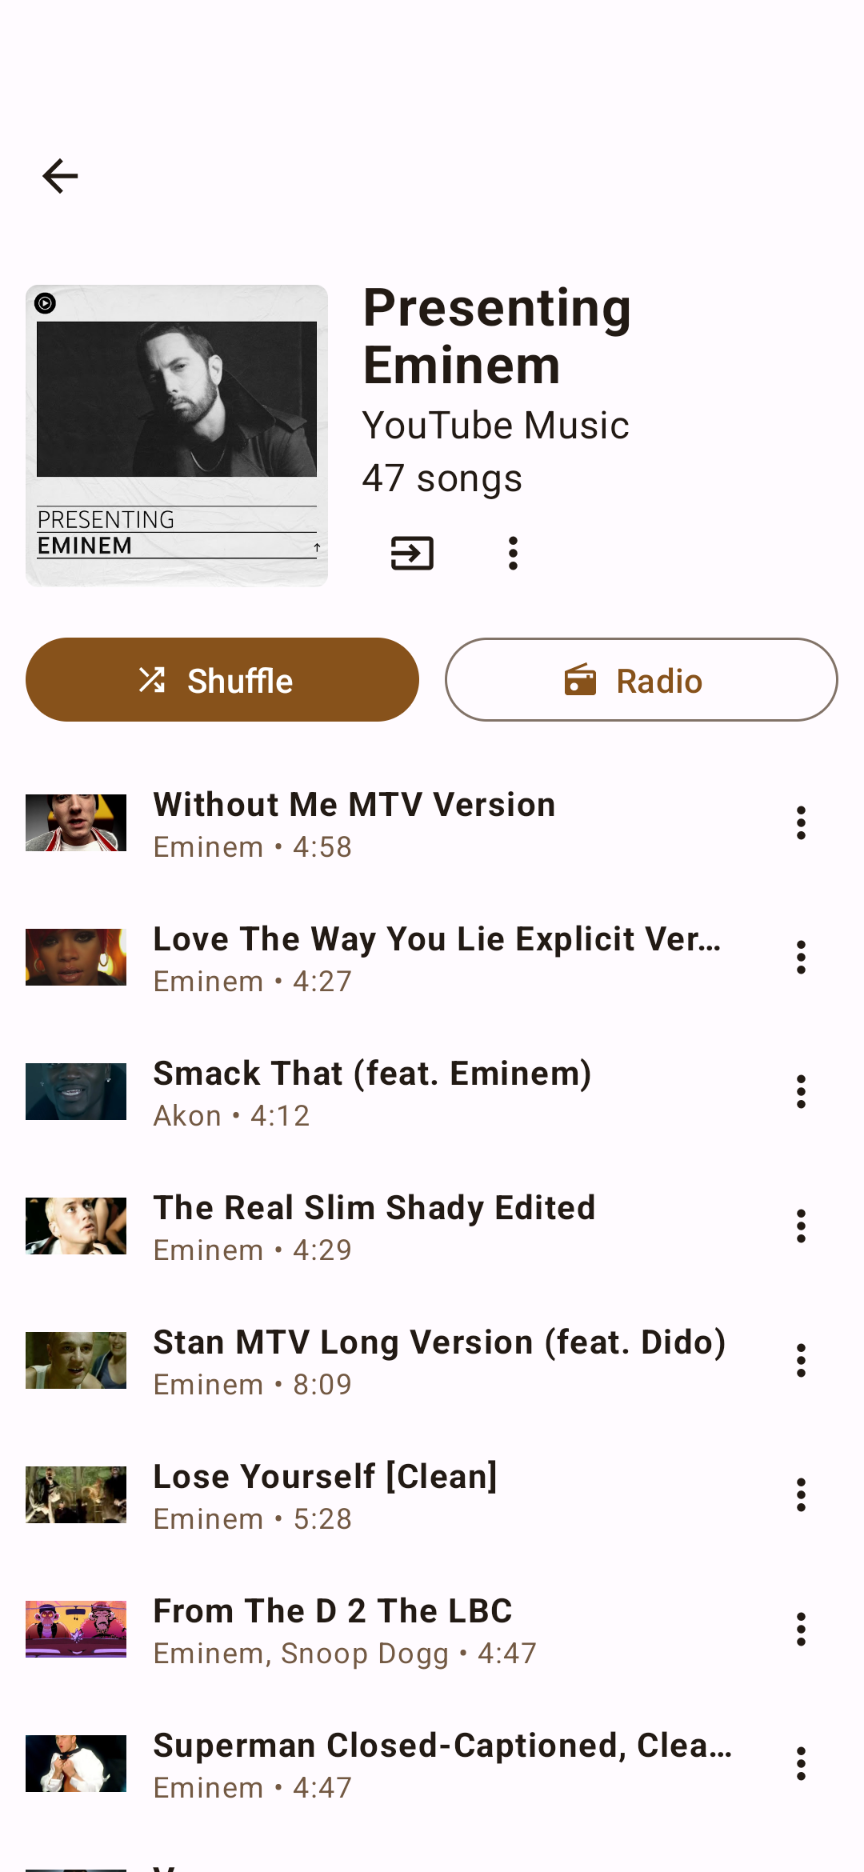 PRESENTING
EMINEM
Presenting
Eminem
YouTube Music
47 songs
Shuffle
Radio
Without Me MTV Version
Eminem • 4:58
Love The Way You Lie Explicit Ver…
Eminem • 4:27
Smack That (feat. Eminem)
Akon • 4:12
The Real Slim Shady Edited
Eminem • 4:29
Stan MTV Long Version (feat. Dido)
Eminem • 8:09
Lose Yourself [Clean]
Eminem • 5:28
From The D 2 The LBC
Eminem, Snoop Dogg • 4:47
Superman Closed-Captioned, Clea…
Eminem • 4:47